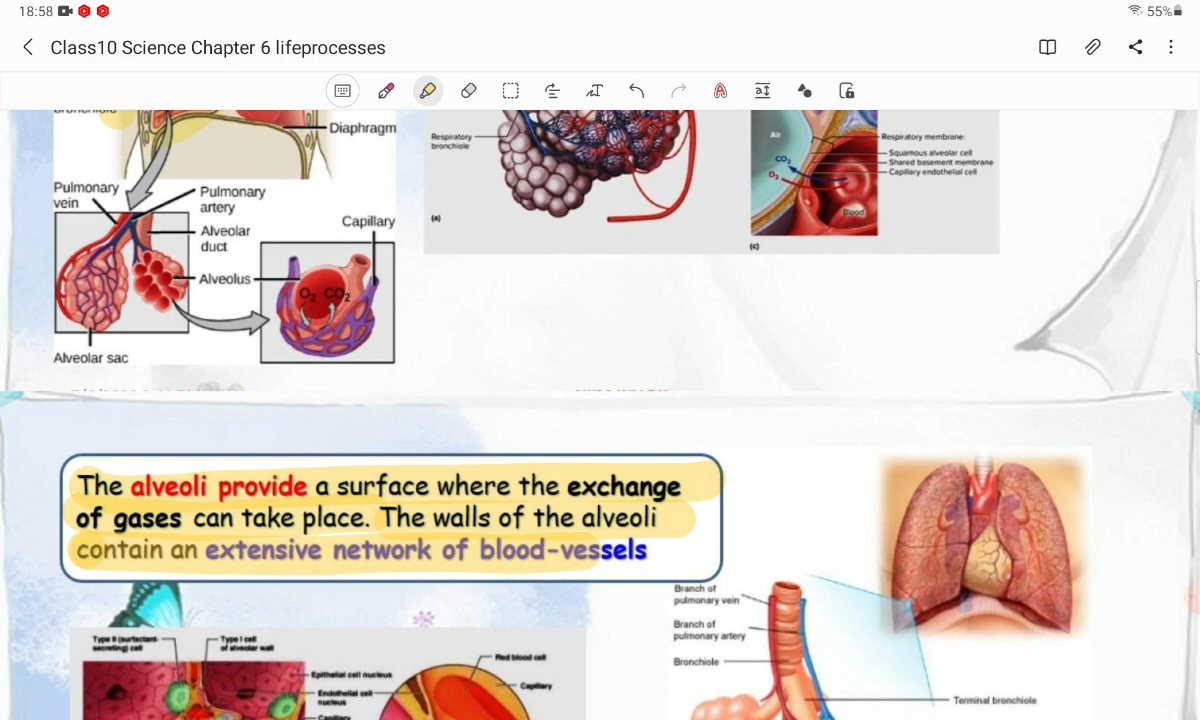 18:58
55%
Class10 Science Chapter 6 lifeprocesses
Diaphragm
Pulmonary
vein
Pulmonary
artery
Alveolar
duct
Capillary
Alveolus
O₂ CO₂
Alveolar sac
Respiratory
bronchiole
(a)
Air
CO₂
O₂
Blood
Respiratory membrane:
Squamous alveolar cell
Shared basement membrane
Capillary endothelial cell
(c)
The alveoli provide a surface where the exchange
of gases can take place. The walls of the alveoli
contain an extensive network of blood-vessels
Type II (surfactant-
secreting) cell
Type I cell
of alveolar wall
Epithelial cell nucleus
Endothelial cell
nucleus
Capillary
Red blood cell
Capillary
Branch of
pulmonary vein
Branch of
pulmonary artery
Bronchiole
Terminal bronchiole